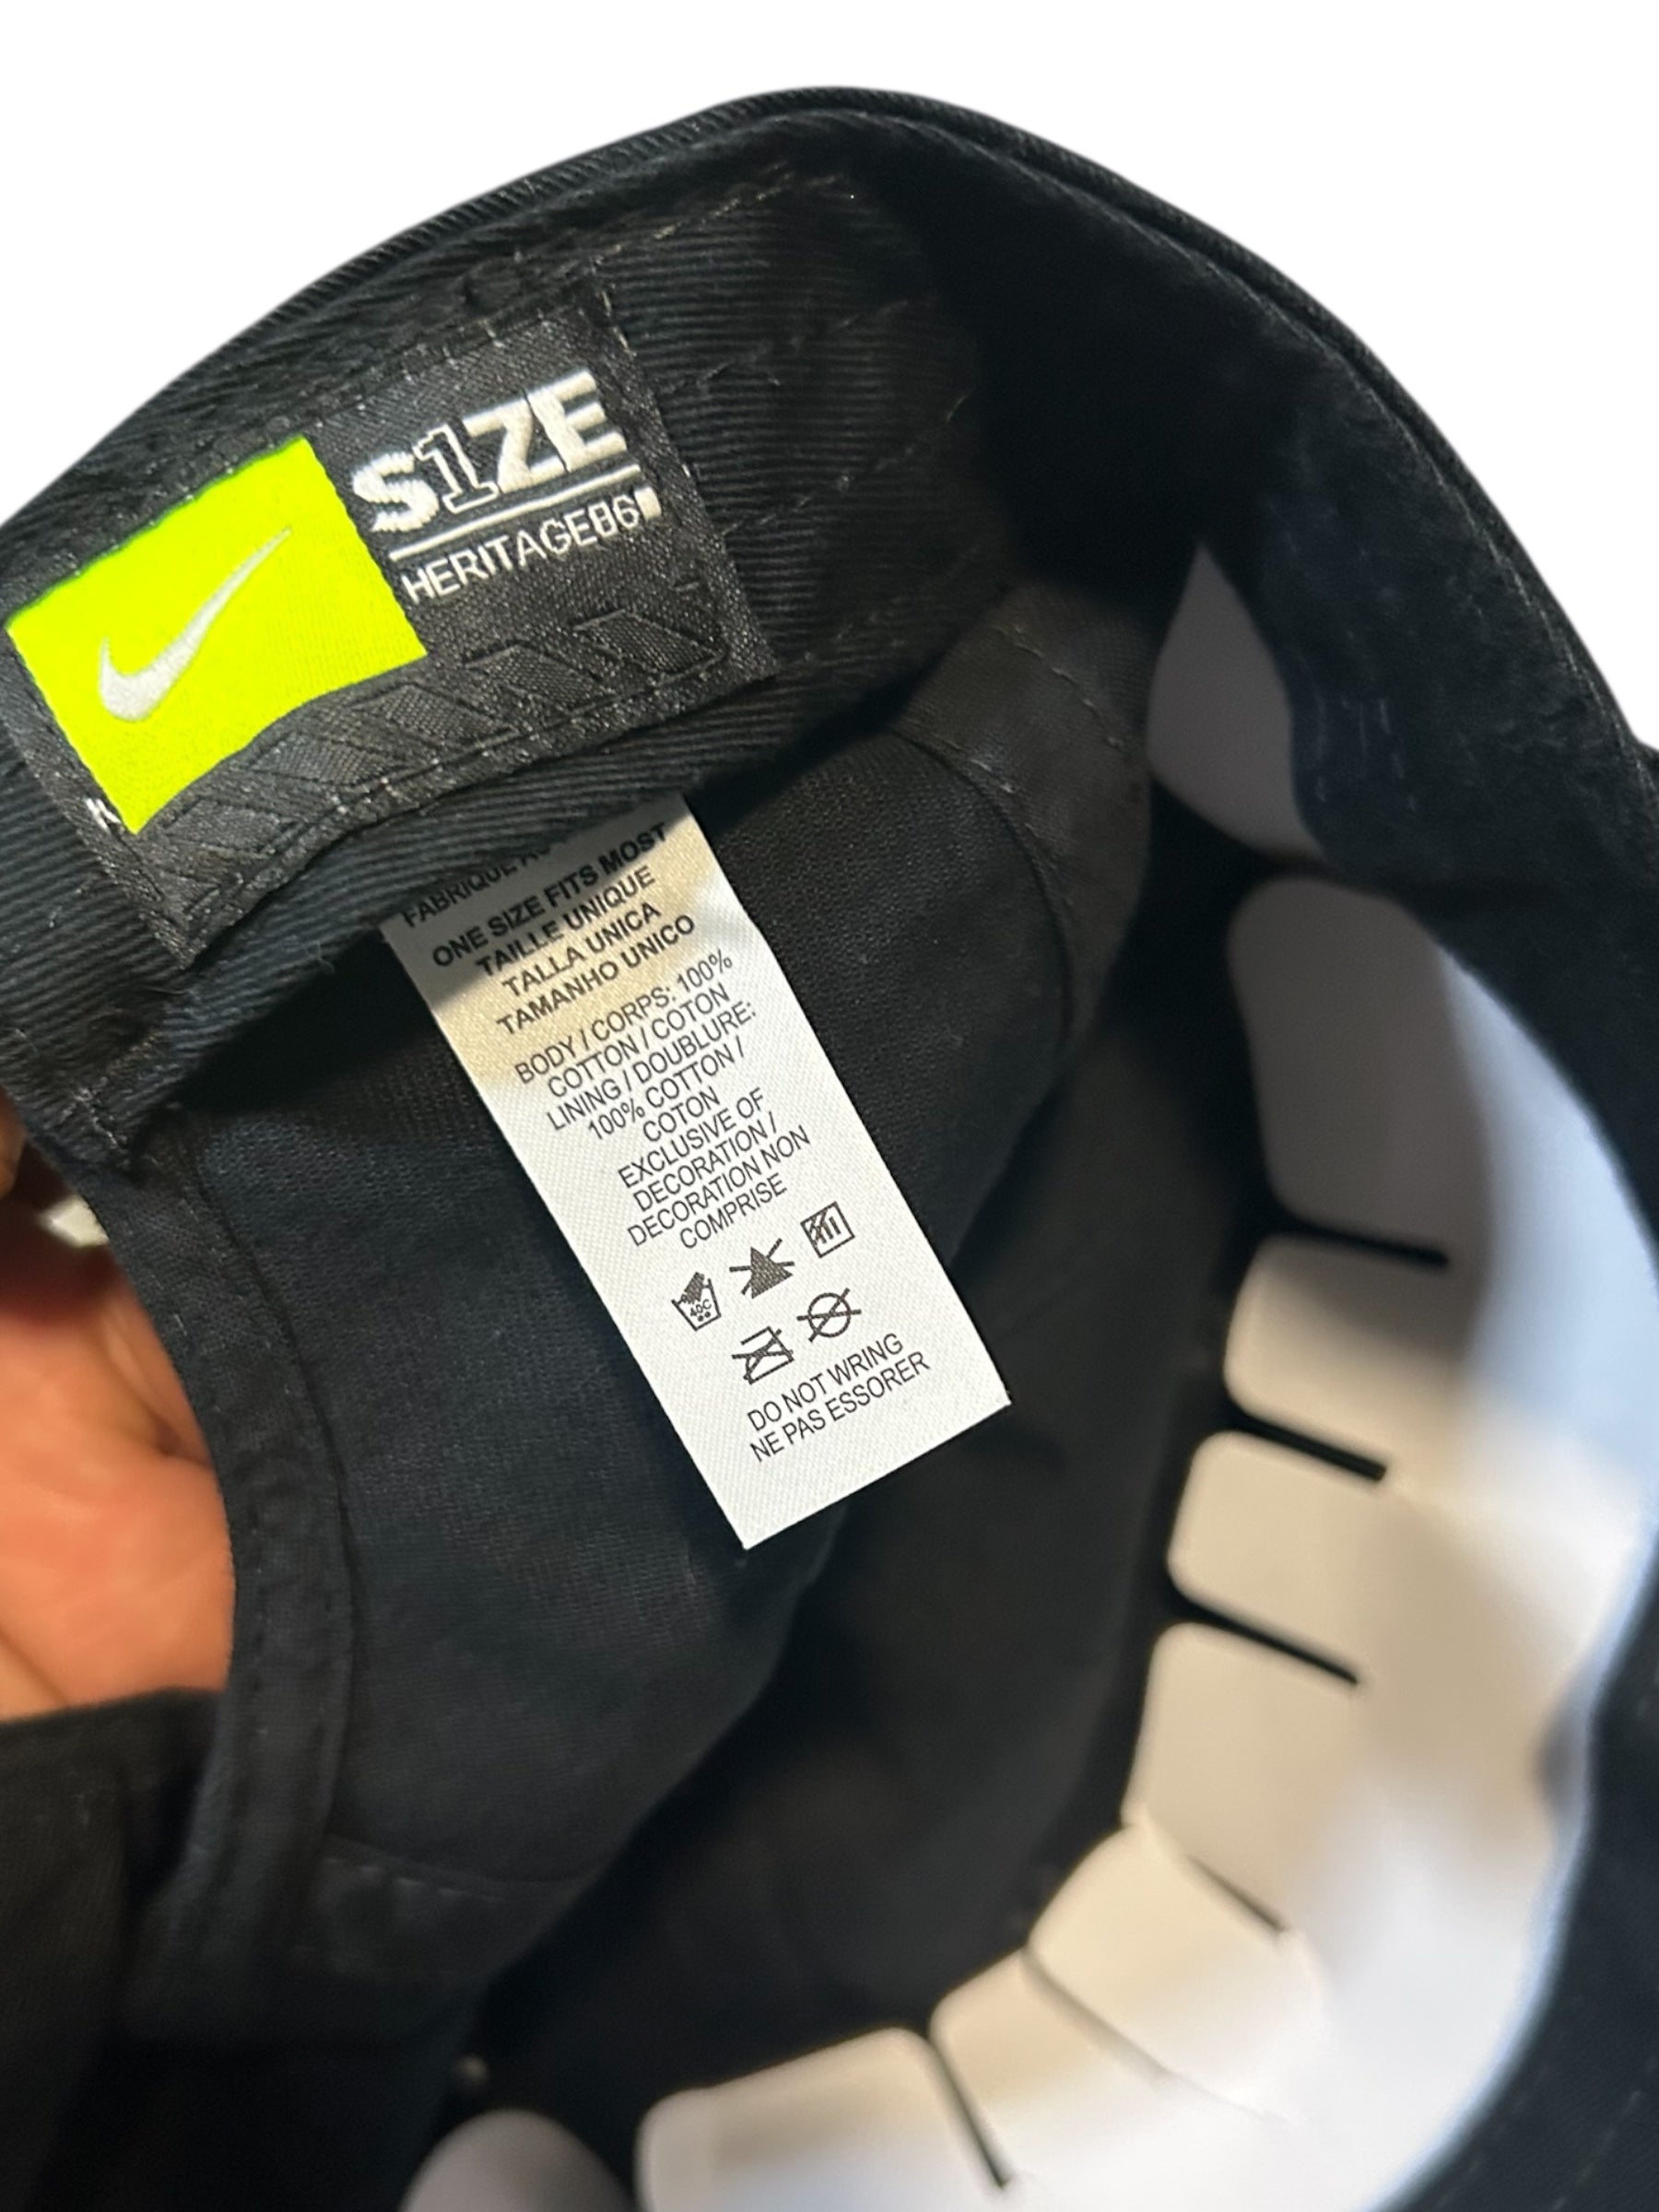 S1ZE
HERITAGE86
FABRIQUE
ONE SIZE FITS MOST
TAILLE UNIQUE
TALLA UNICA
TAMANHO UNICO
BODY / CORPS: 100%
COTTON / COTON
LINING / DOUBLURE:
100% COTTON /
COTON
EXCLUSIVE OF
DECORATION /
DECORATION NON
COMPRISE
40C
DO NOT WRING
NE PAS ESSORER